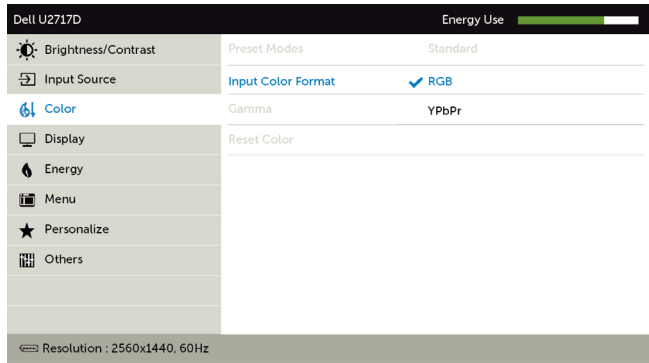 Dell U2717D
Energy Use
Brightness/Contrast
Preset Modes
Standard
Input Source
Input Color Format
RGB
Color
Gamma
YPbPr
Display
Reset Color
Energy
Menu
Personalize
Others
Resolution : 2560x1440, 60Hz